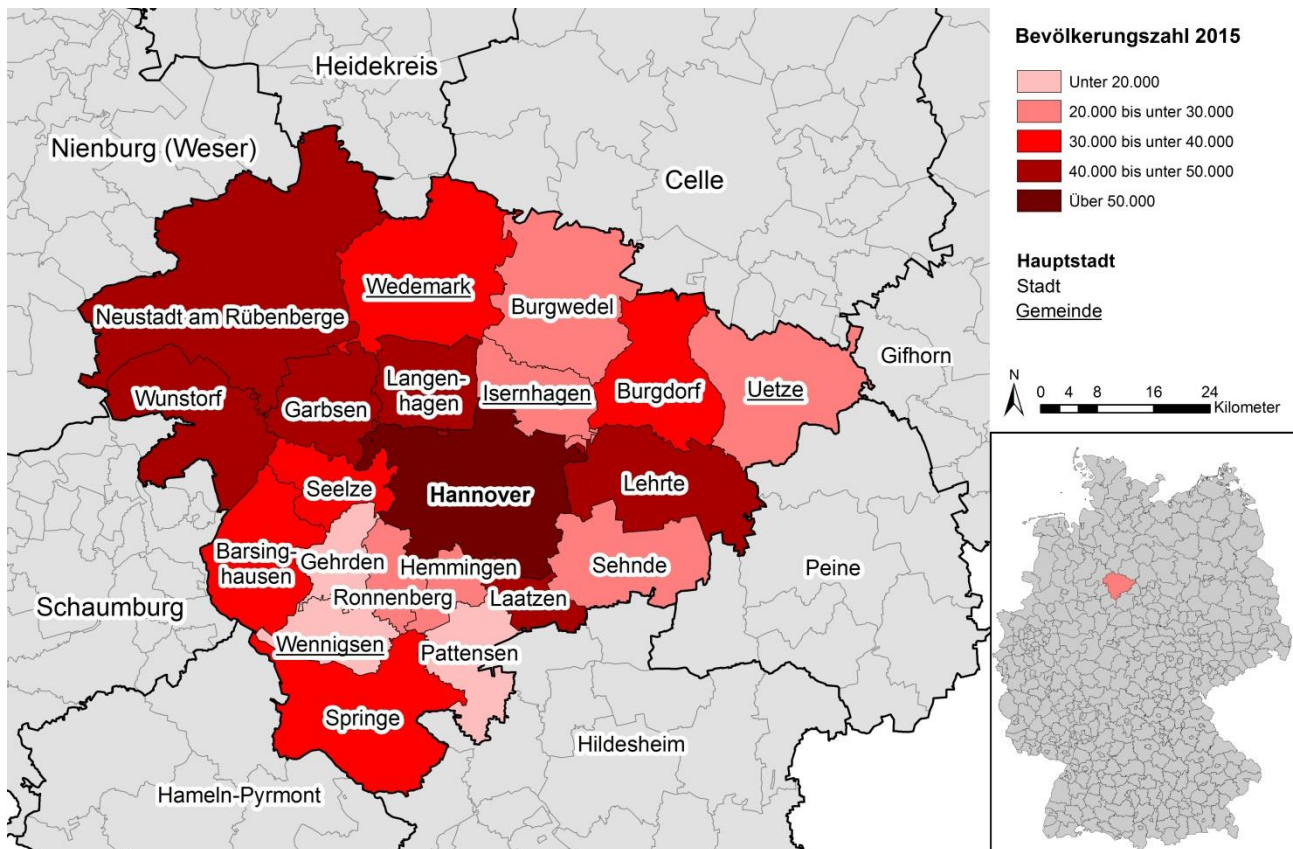 Heidekreis
Nienburg (Weser)
Celle
Wedemark
Neustadt am Rübenberge
Burgwedel
Gifhorn
Wunstorf
Garbsen
Langen-
hagen
Isernhagen
Burgdorf
Uetze
Seelze
Hannover
Lehrte
Barsing-
hausen
Gehrden
Hemmingen
Sehnde
Peine
Schaumburg
Ronnenberg
Laatzen
Wennigsen
Pattensen
Springe
Hildesheim
Hameln-Pyrmont
Bevölkerungszahl 2015
Unter 20.000
20.000 bis unter 30.000
30.000 bis unter 40.000
40.000 bis unter 50.000
Über 50.000
Hauptstadt
Stadt
Gemeinde
N
0 4 8 16 24
Kilometer